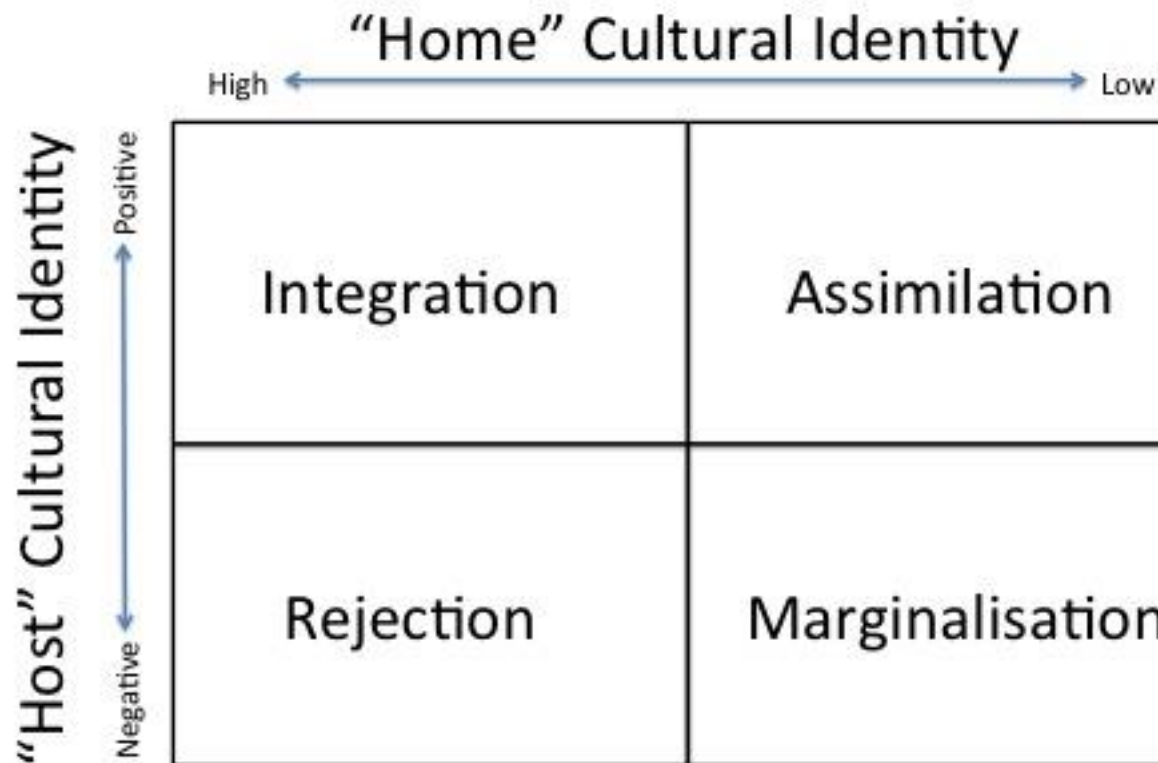 “Home” Cultural Identity
High Low
“Host” Cultural Identity
Positive
Negative
Integration Assimilation
Rejection Marginalisation